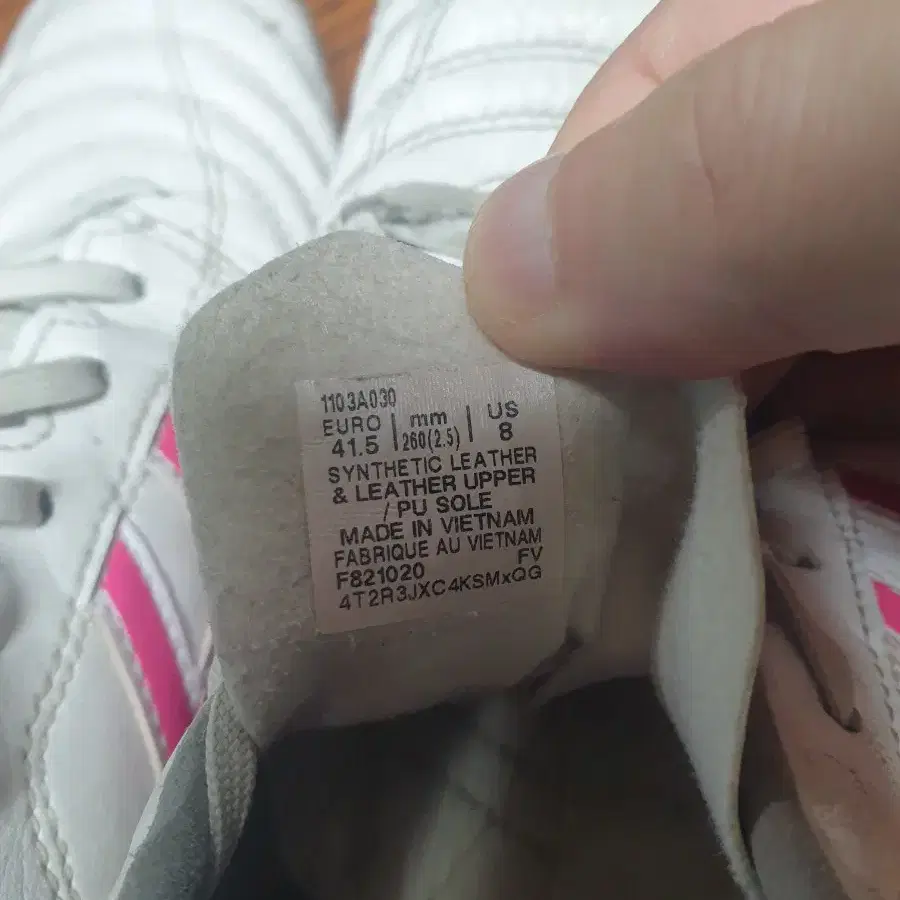 1103A030
EURO 41.5 | mm 260(2.5) | US 8
SYNTHETIC LEATHER
& LEATHER UPPER
/ PU SOLE
MADE IN VIETNAM
FABRIQUE AU VIETNAM
F821020 FV
4T2R3JXC4KSMxQG